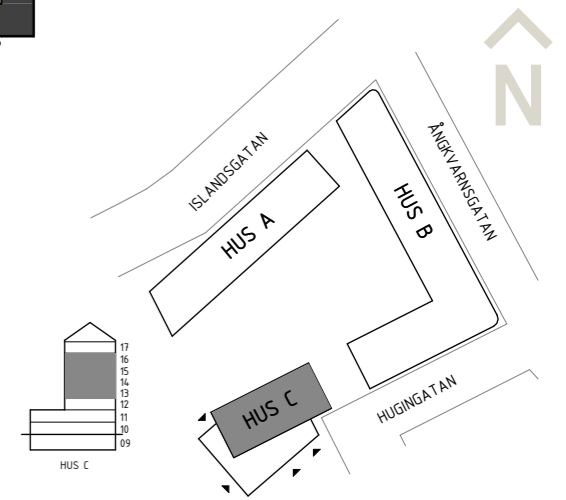 N
ISLANDSGATAN
ÅNGKVARNSGATAN
HUS A
HUS B
HUGINGATAN
HUS C
17
16
15
14
13
12
11
10
09
HUS C